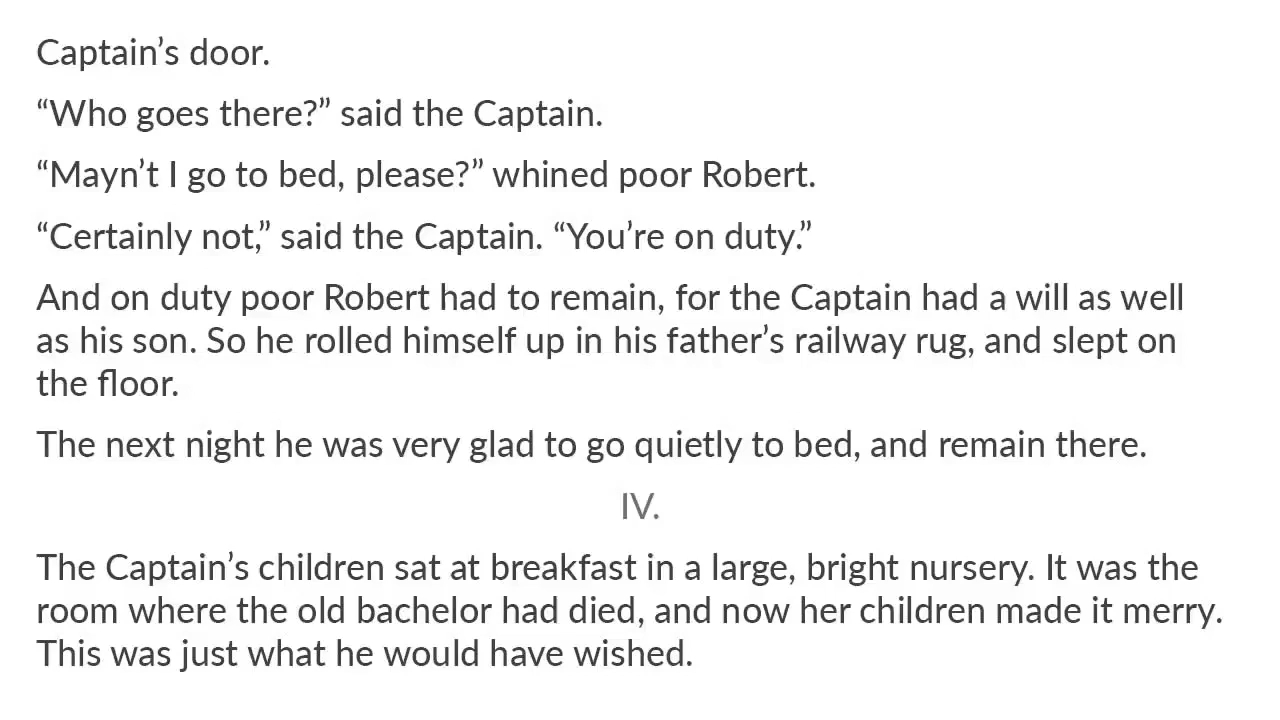 Captain’s door.
“Who goes there?” said the Captain.
“Mayn’t I go to bed, please?” whined poor Robert.
“Certainly not,” said the Captain. “You’re on duty.”
And on duty poor Robert had to remain, for the Captain had a will as well
as his son. So he rolled himself up in his father’s railway rug, and slept on
the floor.
The next night he was very glad to go quietly to bed, and remain there.
IV.
The Captain’s children sat at breakfast in a large, bright nursery. It was the
room where the old bachelor had died, and now her children made it merry.
This was just what he would have wished.